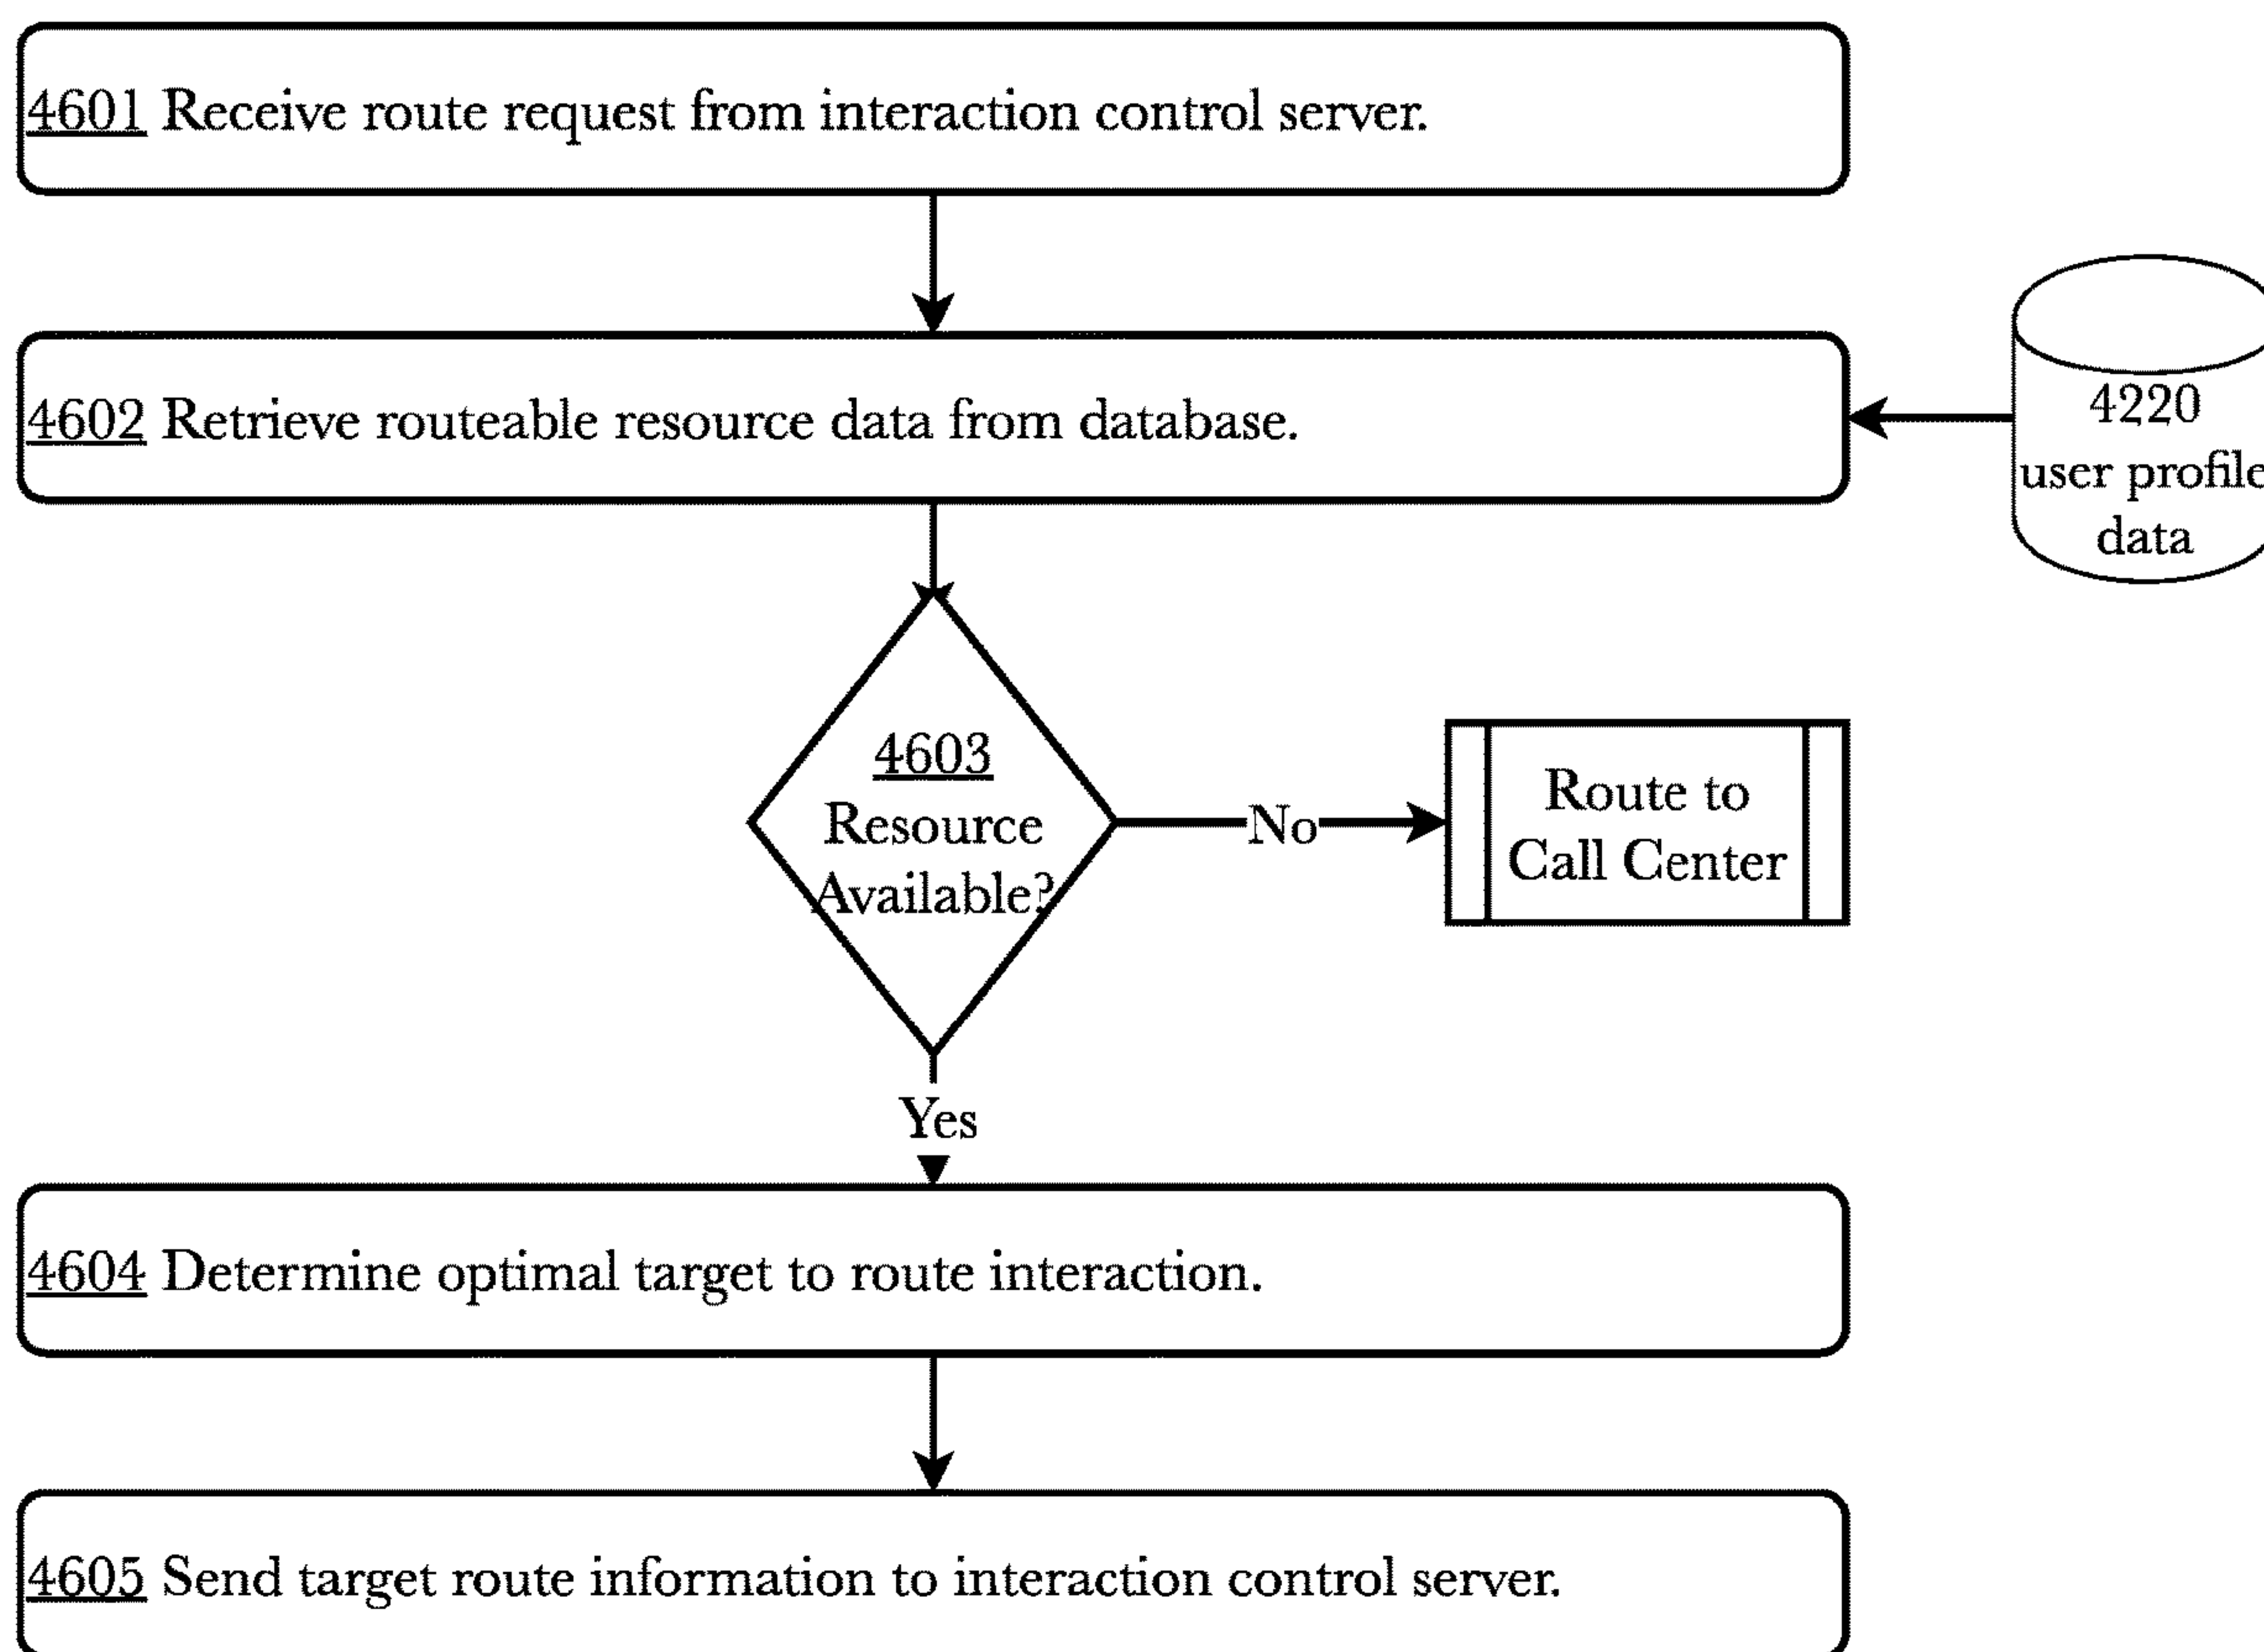 4601 Receive route request from interaction control server.
4602 Retrieve routeable resource data from database.
4220
user profile
data
4603
Resource
Available?
No
Route to
Call Center
Yes
4604 Determine optimal target to route interaction.
4605 Send target route information to interaction control server.